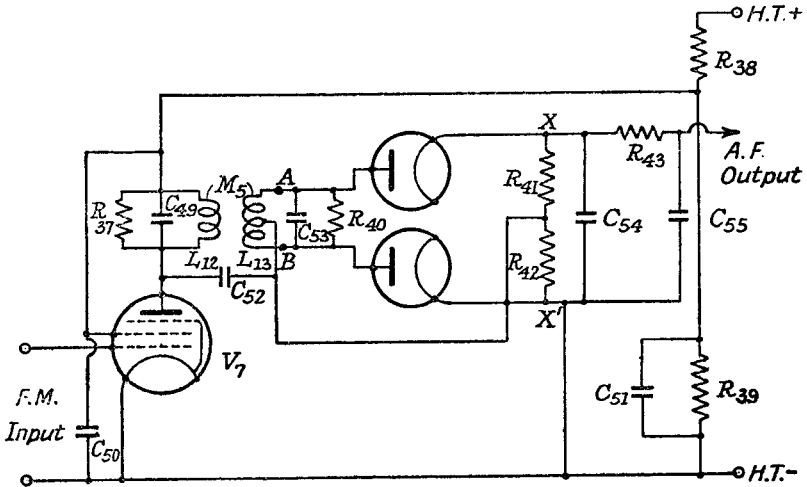 H.T.+
R38
X
A.F.
Output
R43
R41
(M5)
A
R37
C49
C53
R40
C54
C55
R42
L12
L13
B
C52
X'
V7
F.M.
Input
C50
C51
R39
H.T.-